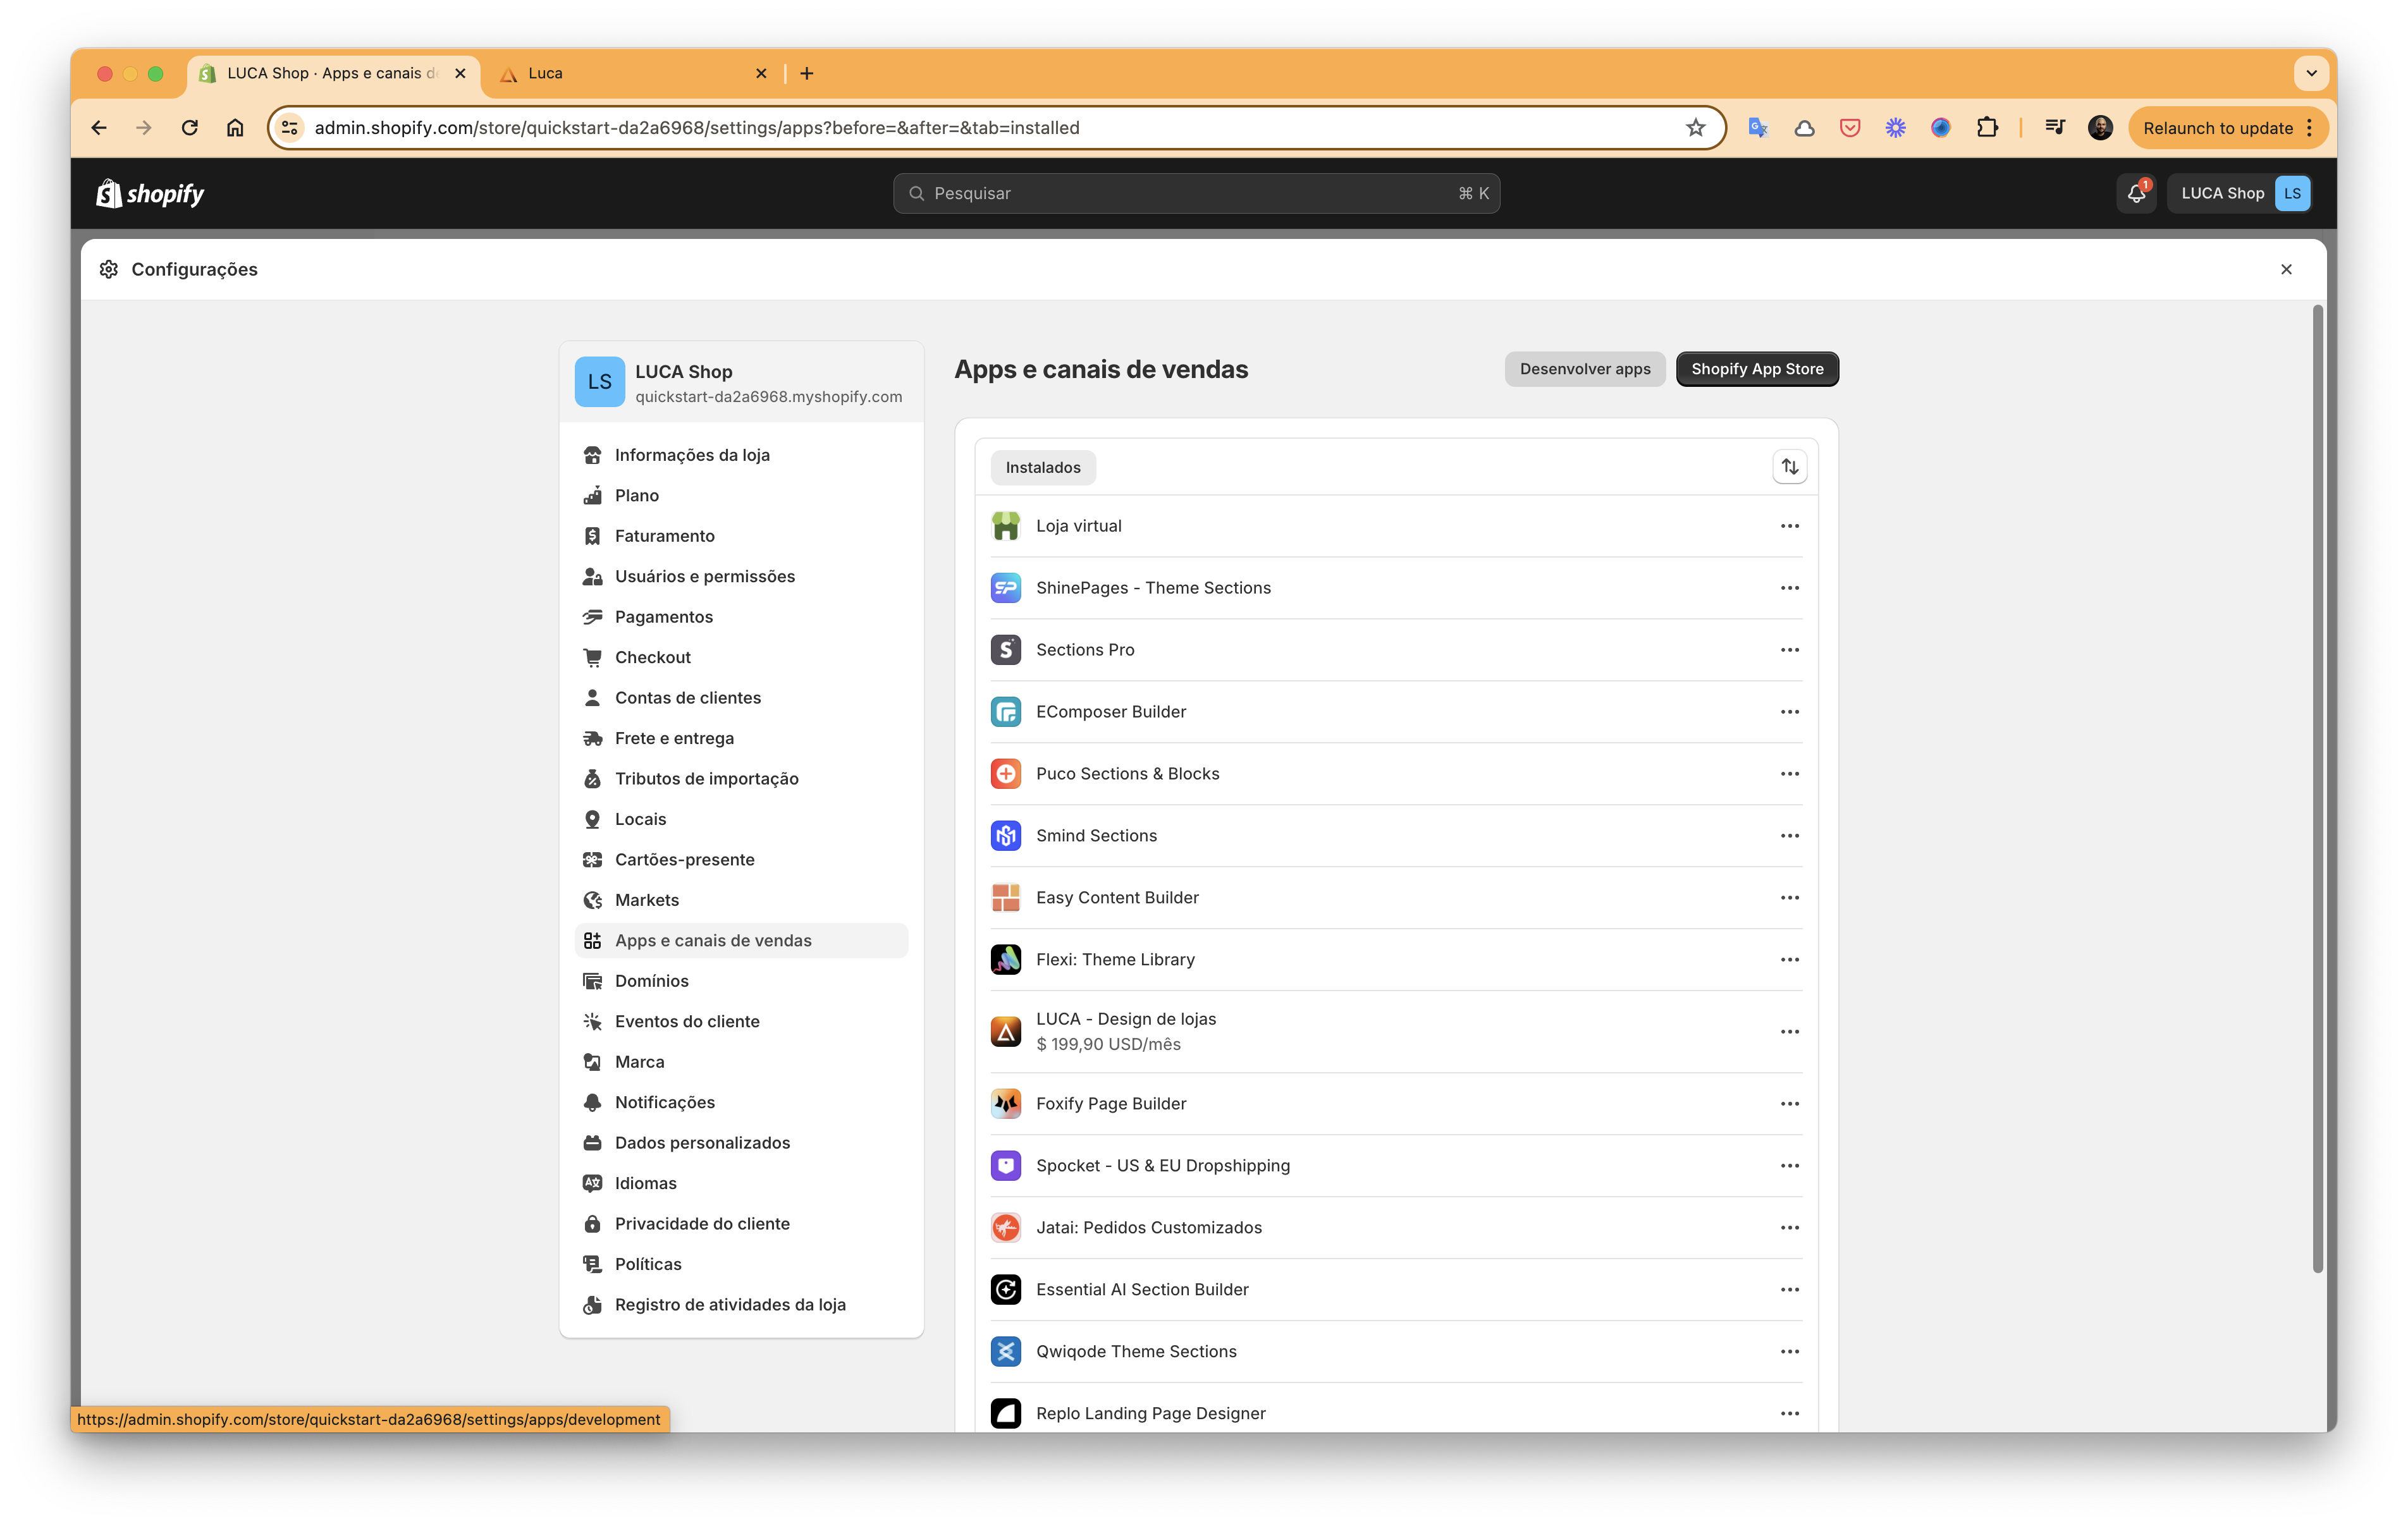 LUCA Shop · Apps e canais de
Luca
admin.shopify.com/store/quickstart-da2a6968/settings/apps?before=&after=&tab=installed
Relaunch to update
shopify
Pesquisar
⌘ K
1
LUCA Shop
LS
Configurações
LS
LUCA Shop
quickstart-da2a6968.myshopify.com
Informações da loja
Plano
Faturamento
Usuários e permissões
Pagamentos
Checkout
Contas de clientes
Frete e entrega
Tributos de importação
Locais
Cartões-presente
Markets
Apps e canais de vendas
Domínios
Eventos do cliente
Marca
Notificações
Dados personalizados
Idiomas
Privacidade do cliente
Políticas
Registro de atividades da loja
Apps e canais de vendas
Desenvolver apps
Shopify App Store
Instalados
Loja virtual
ShinePages - Theme Sections
Sections Pro
EComposer Builder
Puco Sections & Blocks
Smind Sections
Easy Content Builder
Flexi: Theme Library
LUCA - Design de lojas
$ 199,90 USD/mês
Foxify Page Builder
Spocket - US & EU Dropshipping
Jatai: Pedidos Customizados
Essential AI Section Builder
Qwiqode Theme Sections
Replo Landing Page Designer
https://admin.shopify.com/store/quickstart-da2a6968/settings/apps/development